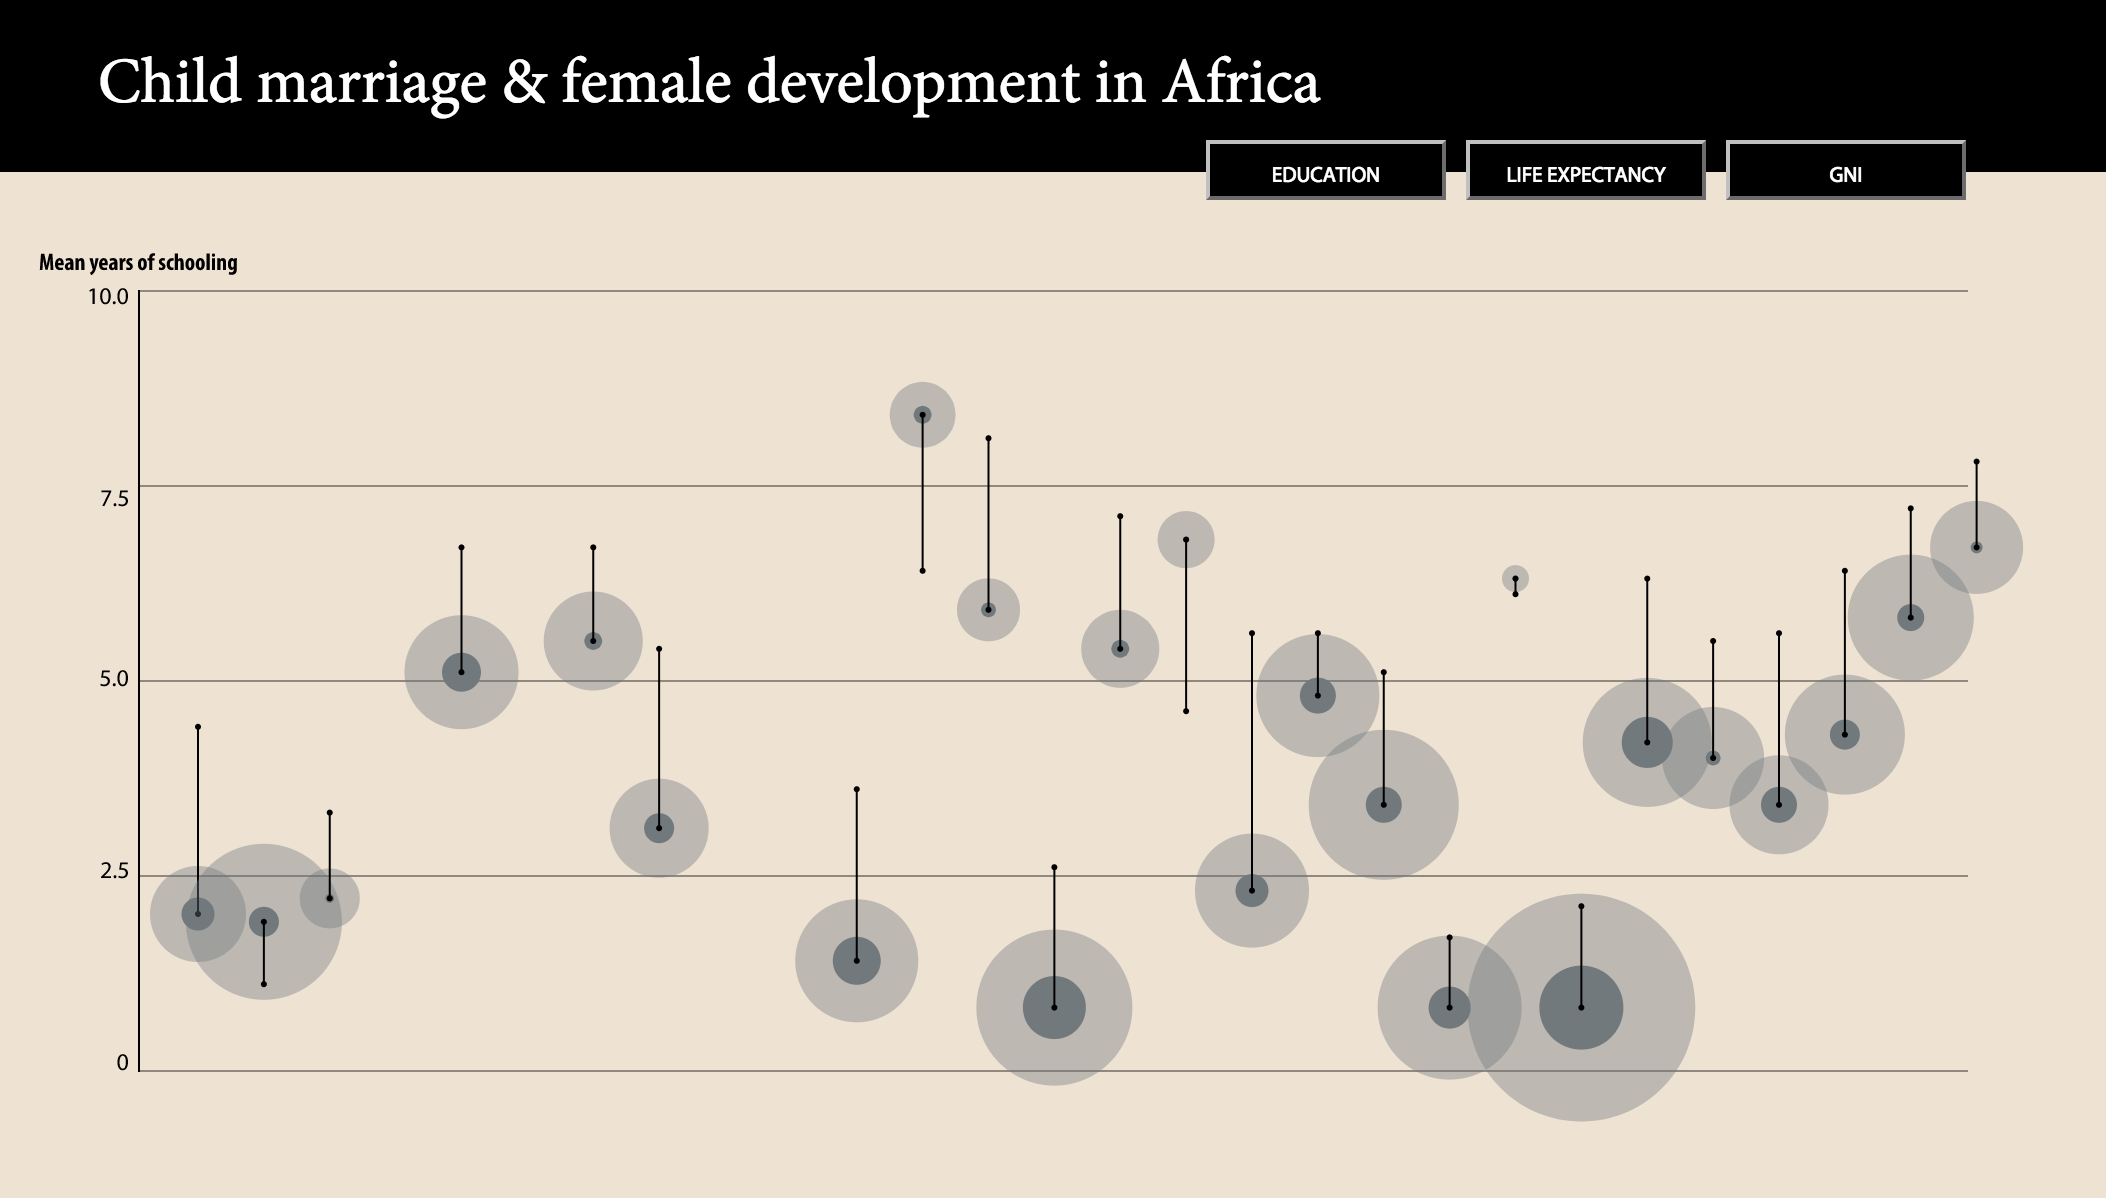 Child marriage & female development in Africa
EDUCATION
LIFE EXPECTANCY
GNI
Mean years of schooling
10.0
7.5
5.0
2.5
0